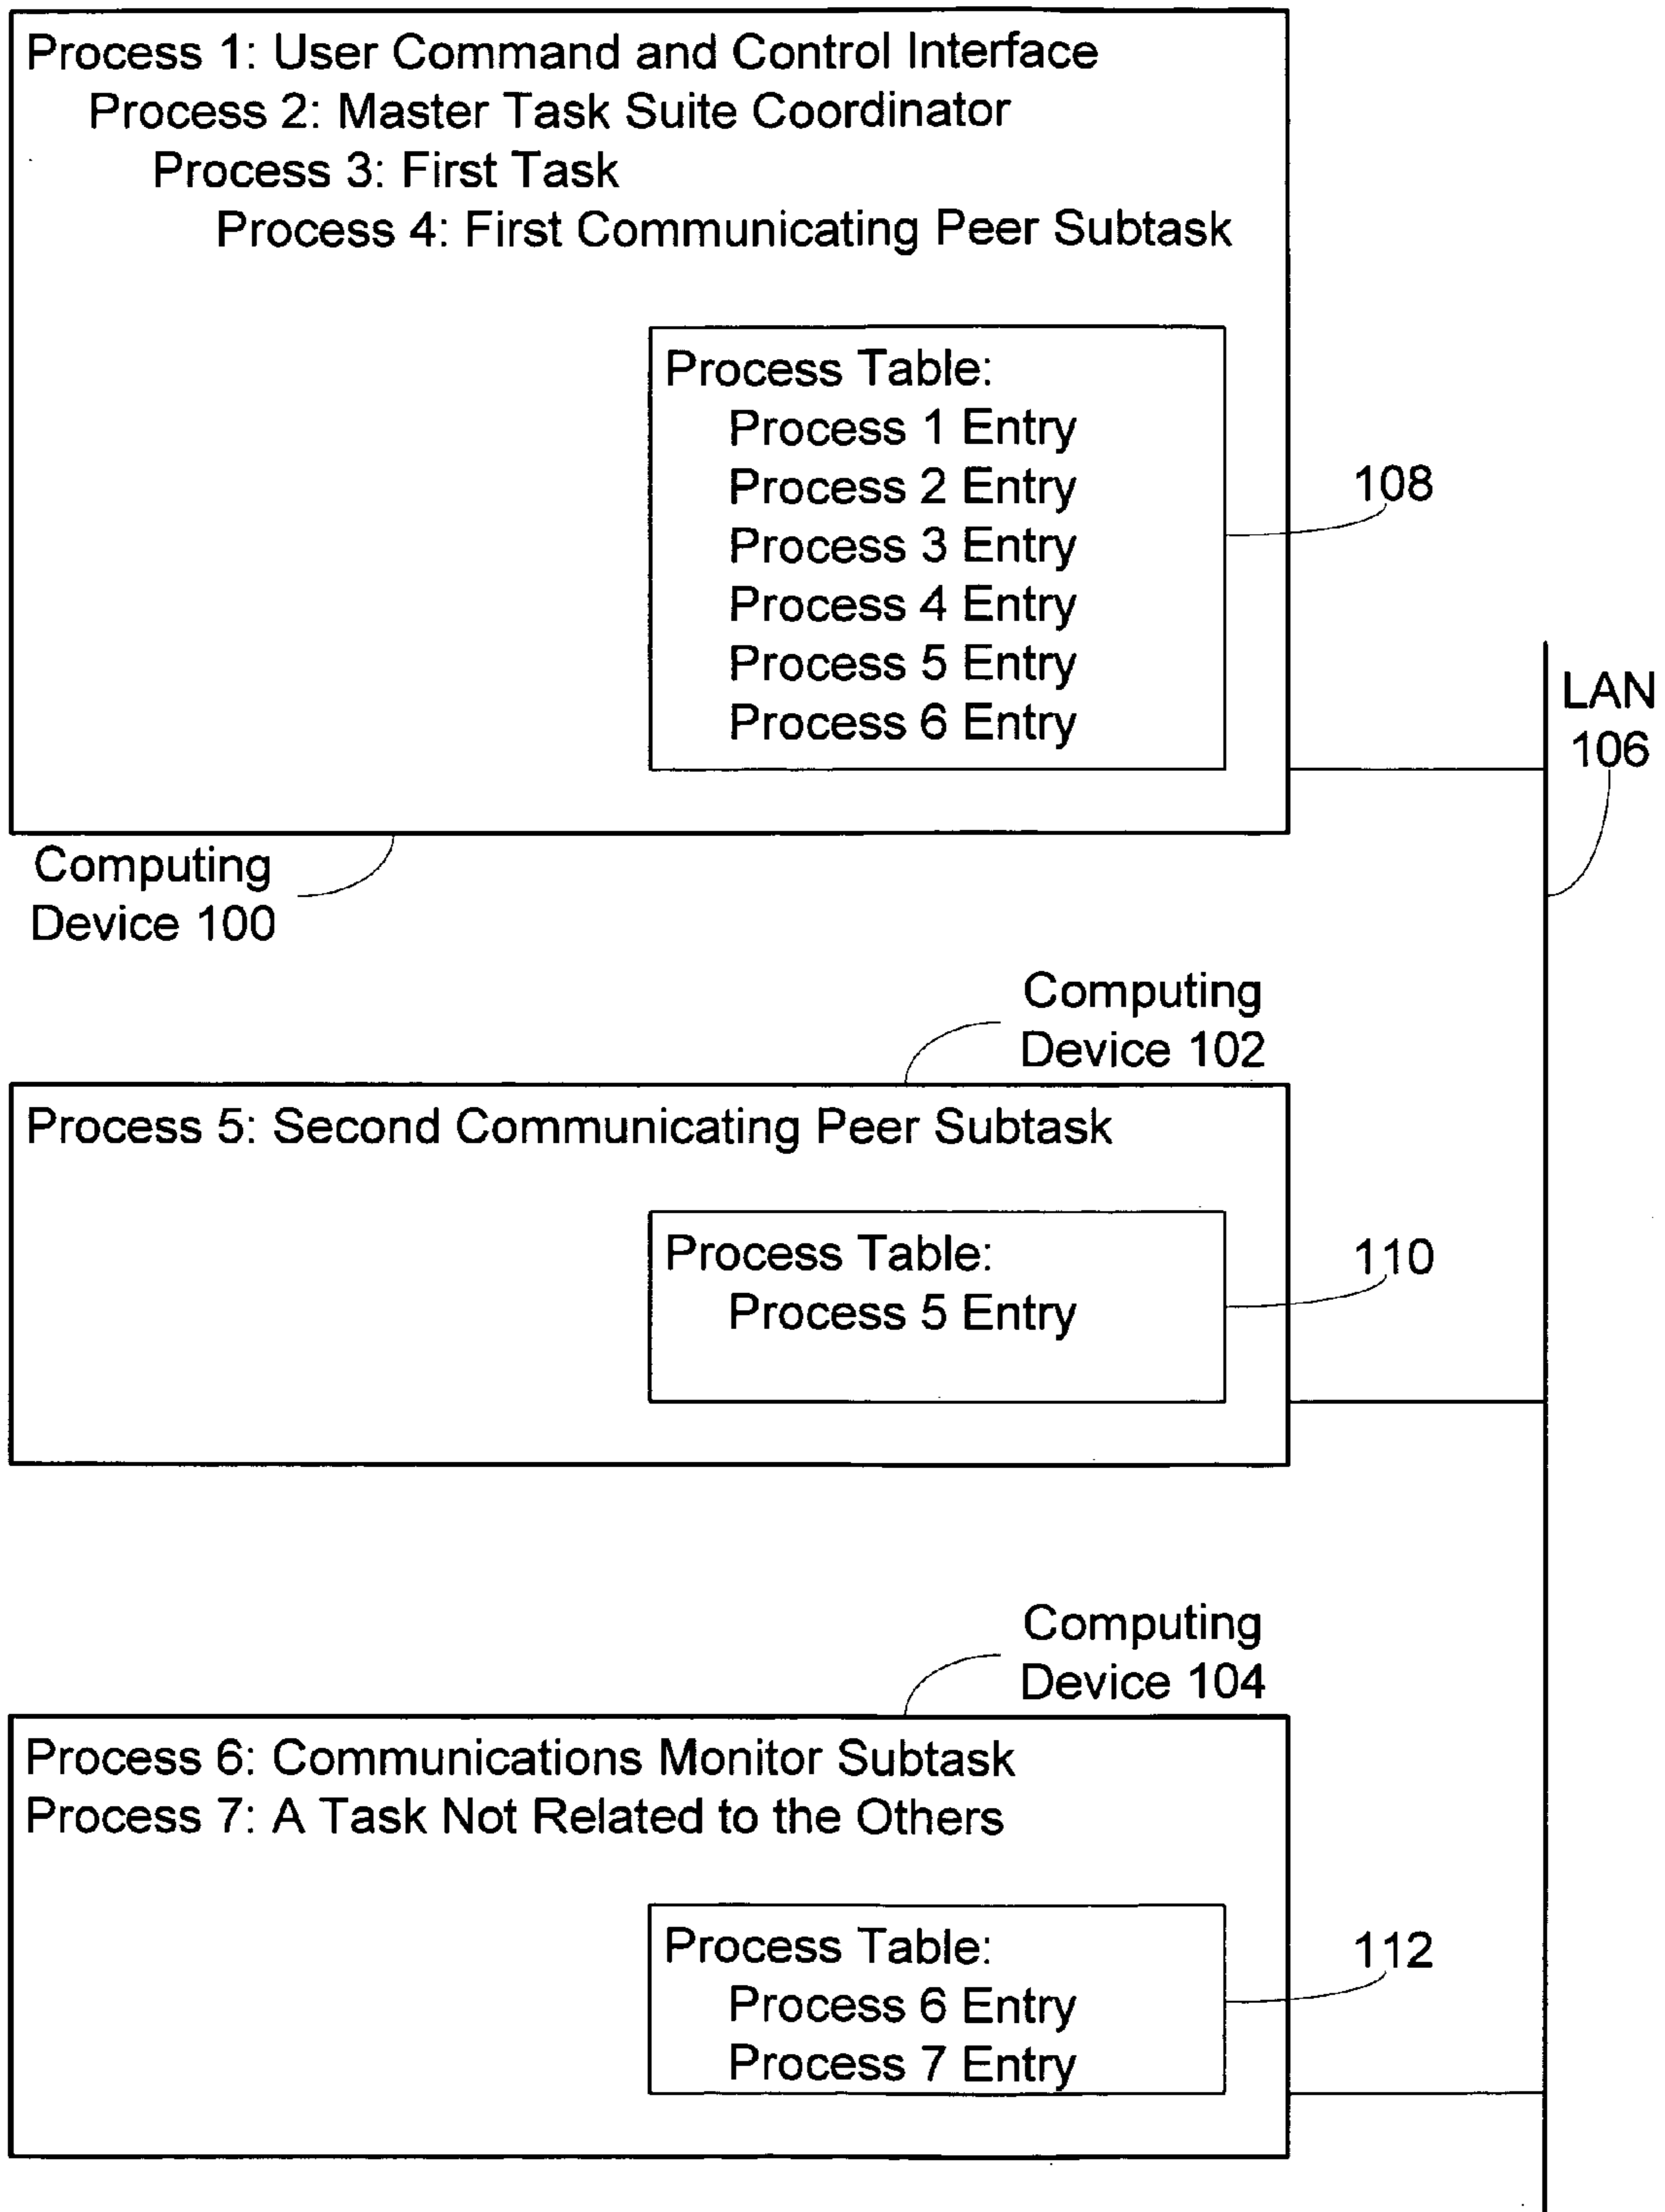 Process 1: User Command and Control Interface
Process 2: Master Task Suite Coordinator
Process 3: First Task
Process 4: First Communicating Peer Subtask
Process Table:
Process 1 Entry
Process 2 Entry
Process 3 Entry
Process 4 Entry
Process 5 Entry
Process 6 Entry
108
LAN
106
Computing
Device 100
Computing
Device 102
Process 5: Second Communicating Peer Subtask
Process Table:
Process 5 Entry
110
Computing
Device 104
Process 6: Communications Monitor Subtask
Process 7: A Task Not Related to the Others
Process Table:
Process 6 Entry
Process 7 Entry
112